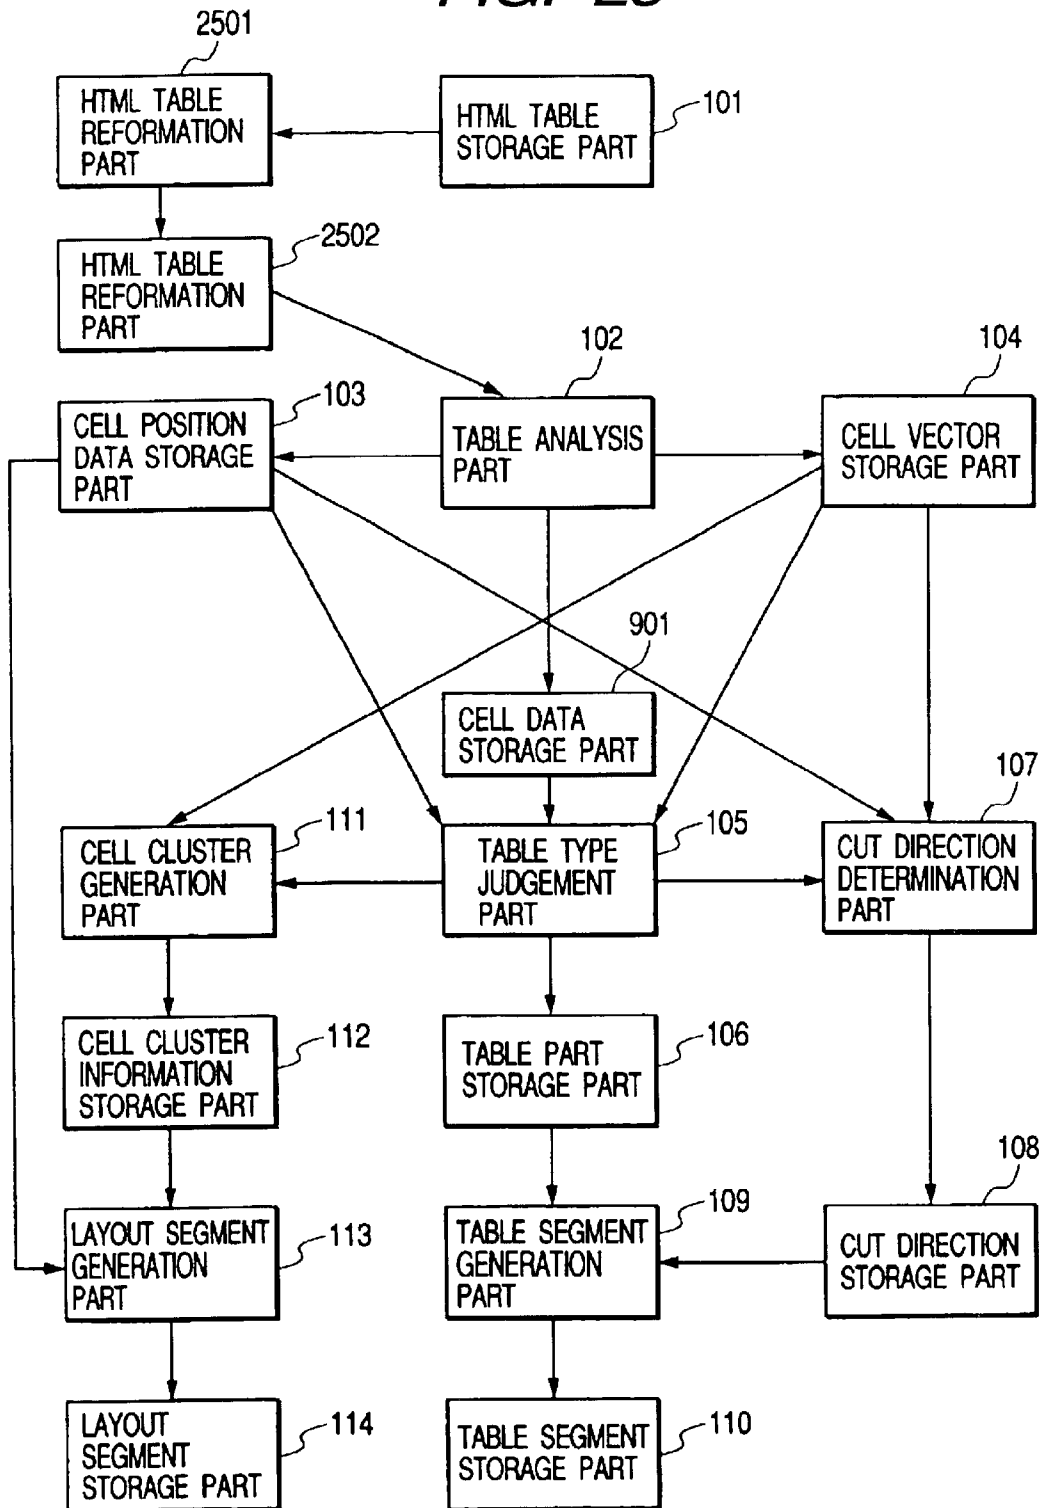 2501
HTML TABLE
REFORMATION
PART
HTML TABLE
STORAGE PART
101
HTML TABLE
REFORMATION
PART
2502
CELL POSITION
DATA STORAGE
PART
103
TABLE ANALYSIS
PART
102
CELL VECTOR
STORAGE PART
104
CELL DATA
STORAGE PART
901
CELL CLUSTER
GENERATION
PART
111
TABLE TYPE
JUDGEMENT
PART
105
CUT DIRECTION
DETERMINATION
PART
107
CELL CLUSTER
INFORMATION
STORAGE PART
112
TABLE PART
STORAGE PART
106
LAYOUT SEGMENT
GENERATION
PART
113
TABLE SEGMENT
GENERATION
PART
109
CUT DIRECTION
STORAGE PART
108
LAYOUT
SEGMENT
STORAGE PART
114
TABLE SEGMENT
STORAGE PART
110